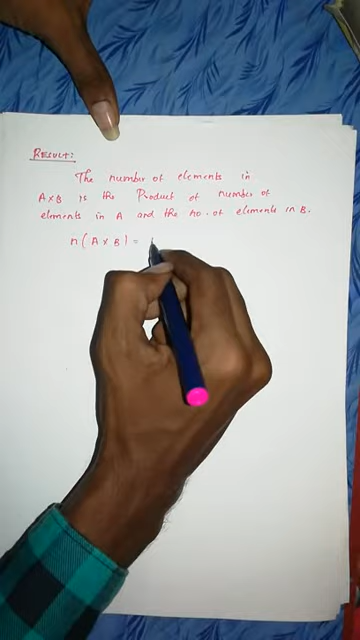 RESULT:
The number of elements in
A×B is the Product of number of
elements in A and the no. of elements in B.
n(A × B) =